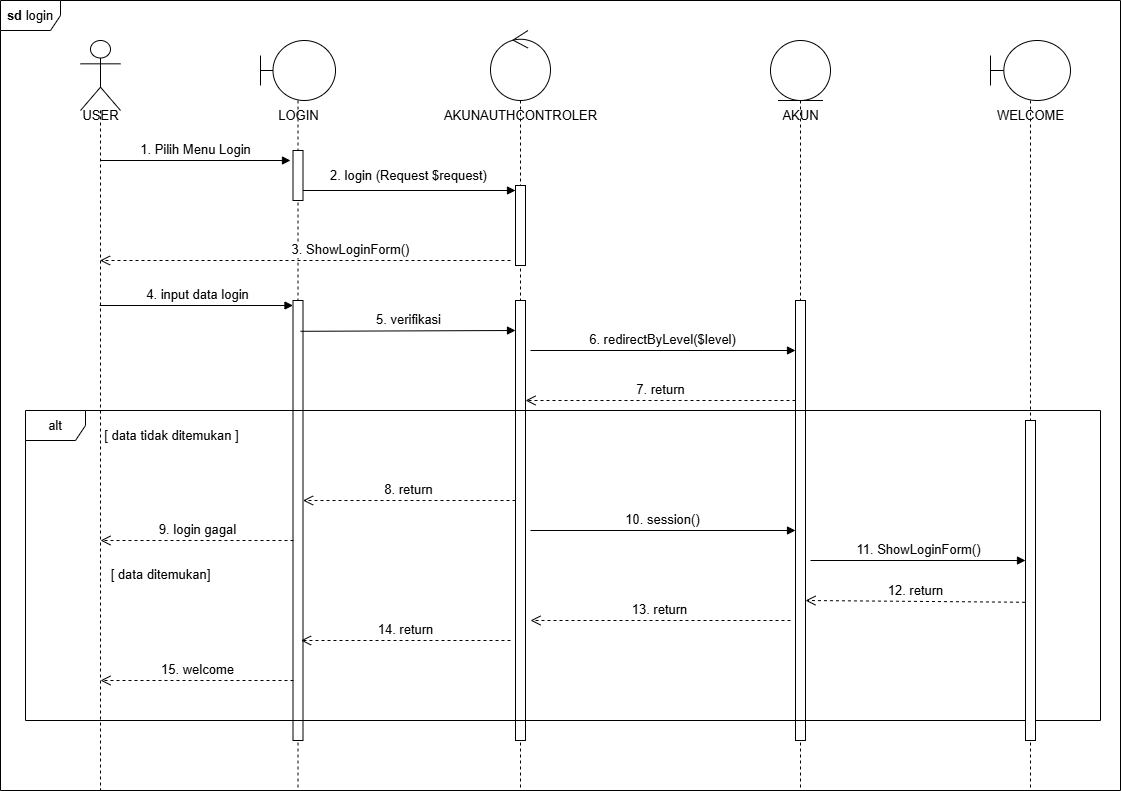 sd login
USER
LOGIN
AKUNAUTHCONTROLER
AKUN
WELCOME
1. Pilih Menu Login
2. login (Request $request)
3. ShowLoginForm()
4. input data login
5. verifikasi
6. redirectByLevel($level)
7. return
alt
[ data tidak ditemukan ]
8. return
9. login gagal
10. session()
11. ShowLoginForm()
[ data ditemukan]
12. return
13. return
14. return
15. welcome